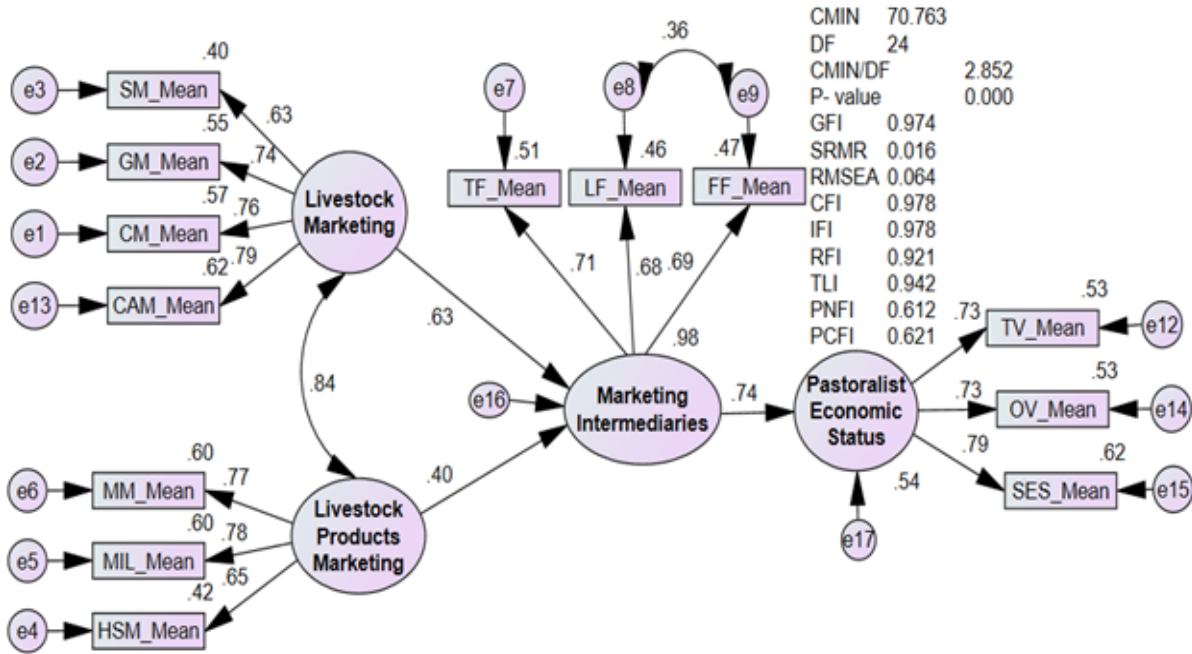 CMIN 70.763
DF 24
CMIN/DF 2.852
P- value 0.000
GFI 0.974
SRMR 0.016
RMSEA 0.064
CFI 0.978
IFI 0.978
RFI 0.921
TLI 0.942
PNFI 0.612
PCFI 0.621
.40
e3 SM_Mean
.63
.55
e2 GM_Mean
.74
.57
e1 CM_Mean
.76
.62
e13 CAM_Mean
.79
Livestock
Marketing
.84
.60
e6 MM_Mean
.77
.60
e5 MIL_Mean
.78
.42
e4 HSM_Mean
.65
Livestock
Products
Marketing
.63
.40
.36
e7
e8
e9
.51
TF_Mean
.46
LF_Mean
.47
FF_Mean
.71
.68
.69
.98
e16
Marketing
Intermediaries
.74
Pastoralist
Economic
Status
.54
e17
.73
.53
TV_Mean e12
.73
.53
OV_Mean e14
.79
.62
SES_Mean e15